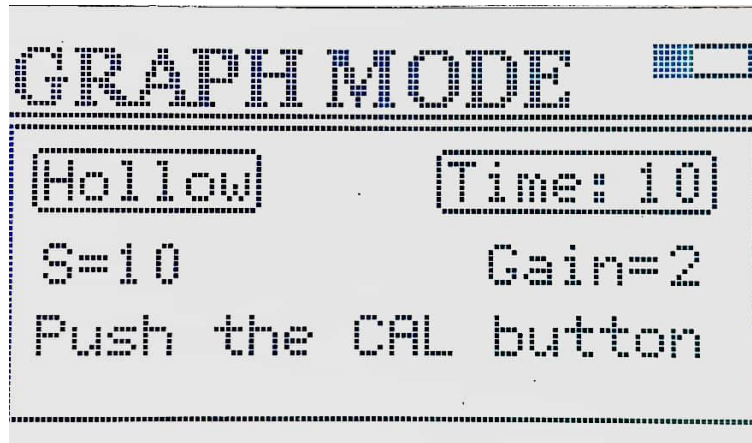 GRAPH MODE
Hollow Time: 10
S=10 Gain=2
Push the CAL button